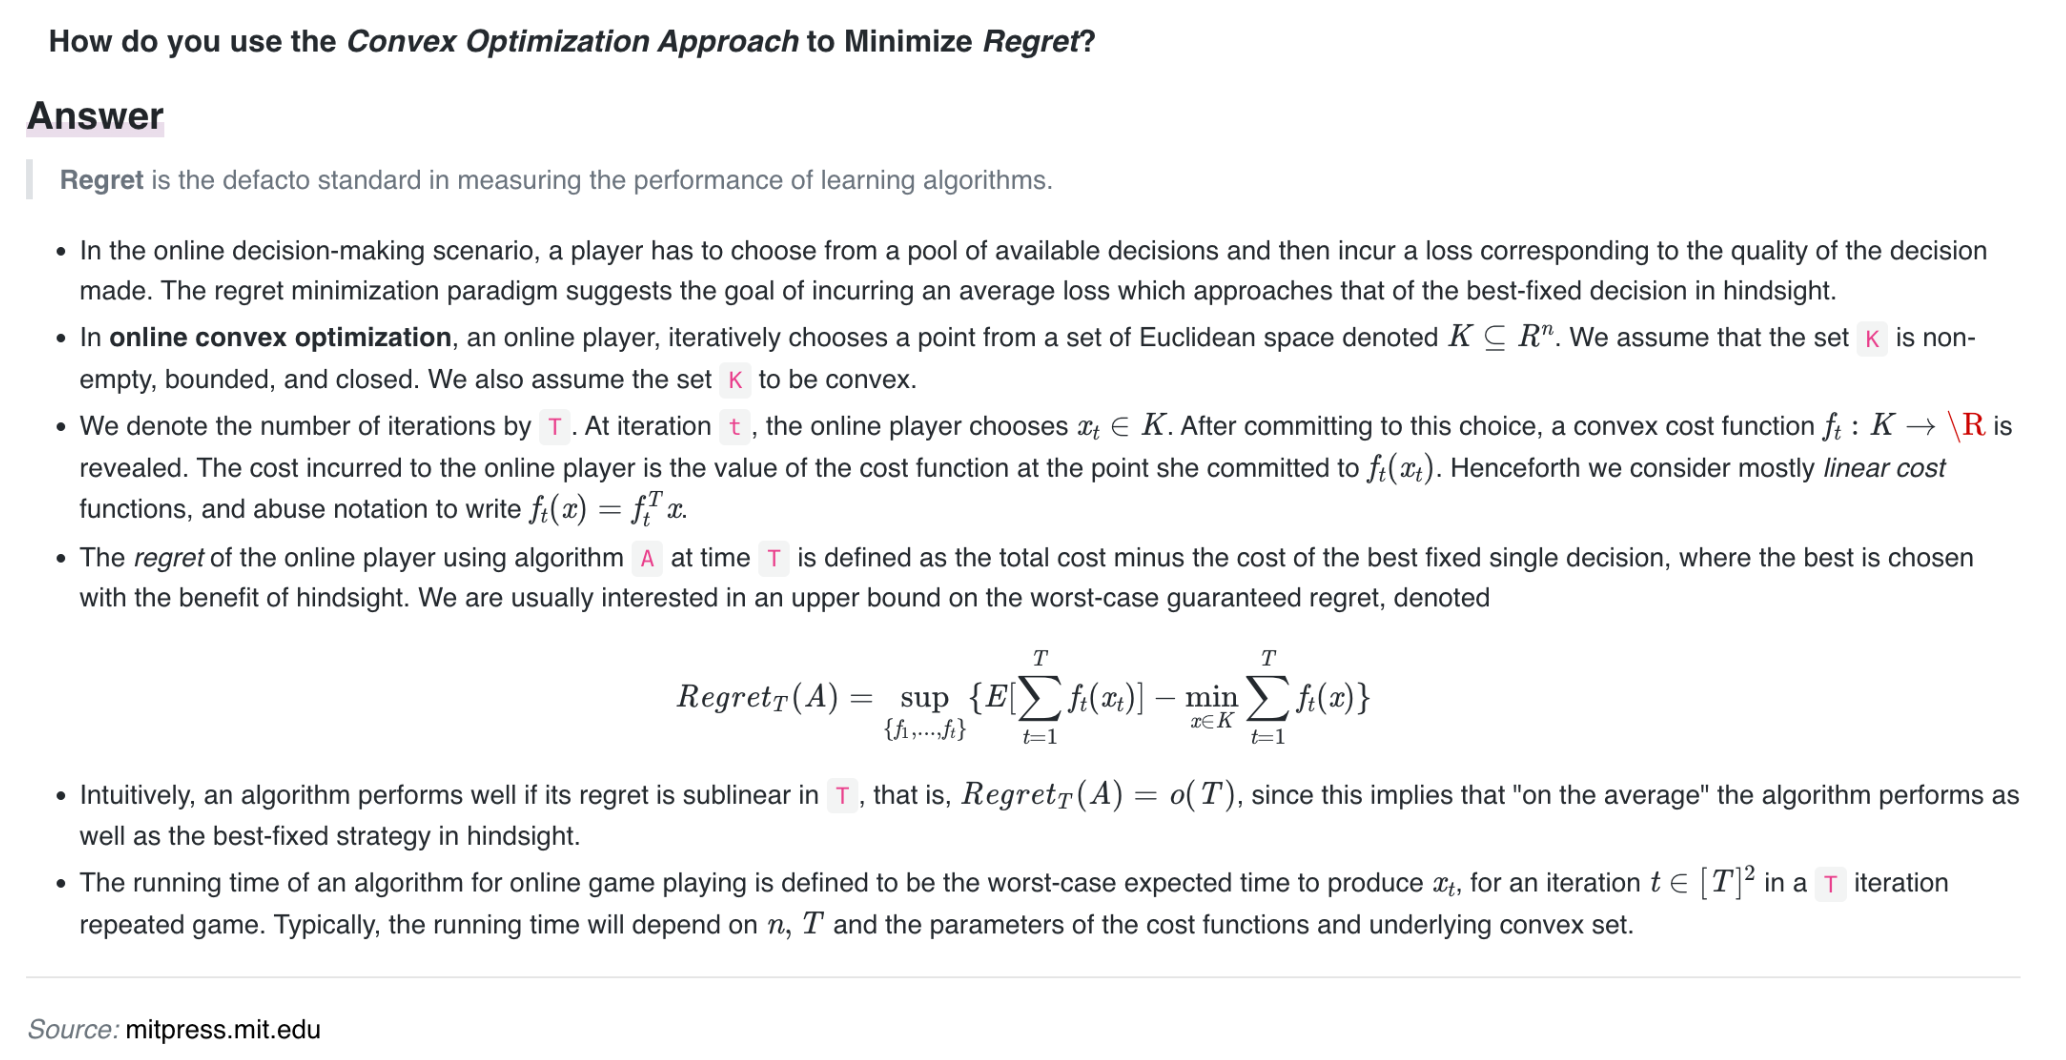 How do you use the Convex Optimization Approach to Minimize Regret?
Answer
Regret is the defacto standard in measuring the performance of learning algorithms.
• In the online decision-making scenario, a player has to choose from a pool of available decisions and then incur a loss corresponding to the quality of the decision
made. The regret minimization paradigm suggests the goal of incurring an average loss which approaches that of the best-fixed decision in hindsight.
• In online convex optimization, an online player, iteratively chooses a point from a set of Euclidean space denoted $K \subseteq R^n$. We assume that the set K is non-
empty, bounded, and closed. We also assume the set K to be convex.
• We denote the number of iterations by T. At iteration t, the online player chooses $x_t \in K$. After committing to this choice, a convex cost function $f_t : K \to$ \R is
revealed. The cost incurred to the online player is the value of the cost function at the point she committed to $f_t(x_t)$. Henceforth we consider mostly linear cost
functions, and abuse notation to write $f_t(x) = f_t^T x$.
• The regret of the online player using algorithm A at time T is defined as the total cost minus the cost of the best fixed single decision, where the best is chosen
with the benefit of hindsight. We are usually interested in an upper bound on the worst-case guaranteed regret, denoted
$Regret_T(A) = \sup_{\{f_1,\cdots,f_t\}} \{E[\sum_{t=1}^T f_t(x_t)] - \min_{x \in K} \sum_{t=1}^T f_t(x)\}$
• Intuitively, an algorithm performs well if its regret is sublinear in T, that is, $Regret_T(A) = o(T)$, since this implies that "on the average" the algorithm performs as
well as the best-fixed strategy in hindsight.
• The running time of an algorithm for online game playing is defined to be the worst-case expected time to produce $x_t$, for an iteration $t \in [T]^2$ in a T iteration
repeated game. Typically, the running time will depend on $n$, $T$ and the parameters of the cost functions and underlying convex set.
Source: mitpress.mit.edu